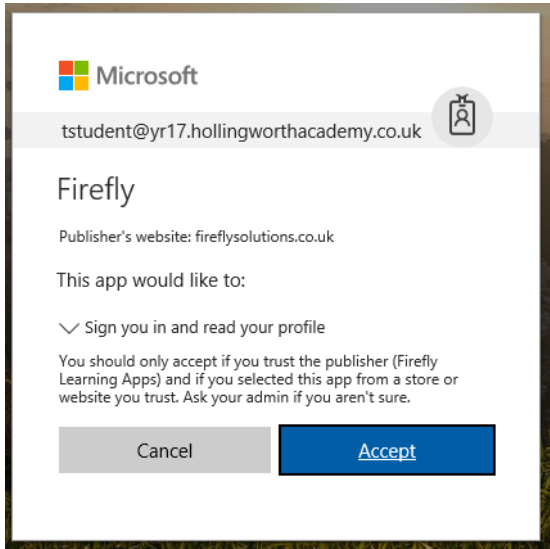 Microsoft
tstudent@yr17.hollingworthacademy.co.uk
Firefly
Publisher's website: fireflysolutions.co.uk
This app would like to:
Sign you in and read your profile
You should only accept if you trust the publisher (Firefly
Learning Apps) and if you selected this app from a store or
website you trust. Ask your admin if you aren't sure.
Cancel
Accept